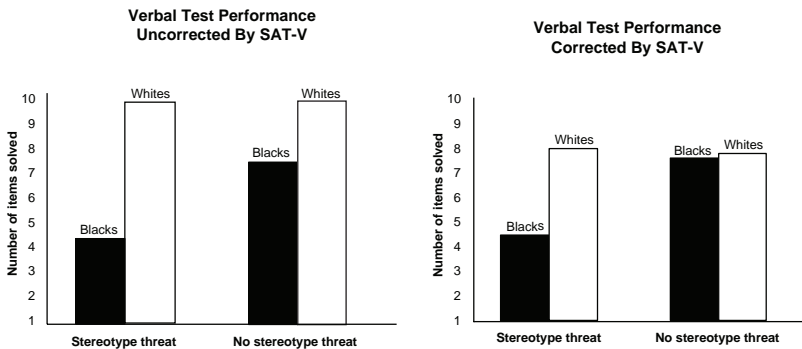 Verbal Test Performance
Uncorrected By SAT-V
Number of items solved
10
9
8
7
6
5
4
3
2
1
Blacks
Whites
Blacks
Whites
Stereotype threat
No stereotype threat
Verbal Test Performance
Corrected By SAT-V
Number of items solved
10
9
8
7
6
5
4
3
2
1
Blacks
Whites
Blacks
Whites
Stereotype threat
No stereotype threat